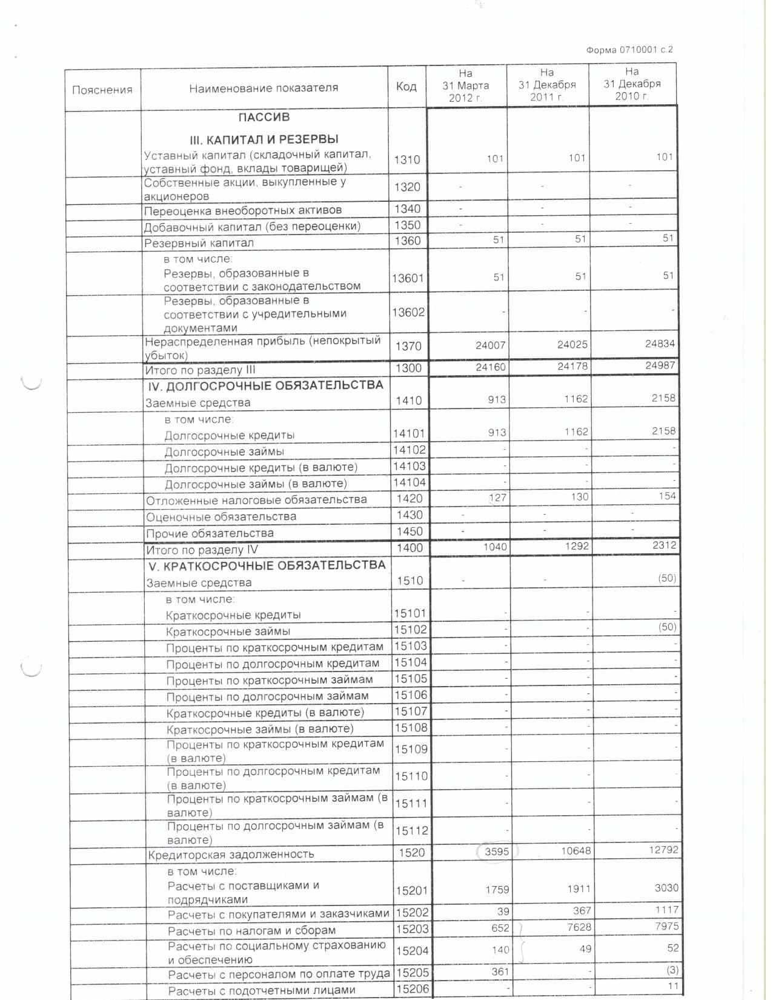 Форма 0710001 с.2
Пояснения Наименование показателя Код На 31 Марта 2012 г. На 31 Декабря 2011 г. На 31 Декабря 2010 г.
ПАССИВ
III. КАПИТАЛ И РЕЗЕРВЫ
Уставный капитал (складочный капитал,
уставный фонд, вклады товарищей) 1310 101 101 101
Собственные акции, выкупленные у
акционеров 1320 - - -
Переоценка внеоборотных активов 1340 - - -
Добавочный капитал (без переоценки) 1350 - - -
Резервный капитал 1360 51 51 51
в том числе:
Резервы, образованные в
соответствии с законодательством 13601 51 51 51
Резервы, образованные в
соответствии с учредительными
документами 13602 - - -
Нераспределенная прибыль (непокрытый
убыток) 1370 24007 24025 24834
Итого по разделу III 1300 24160 24178 24987
IV. ДОЛГОСРОЧНЫЕ ОБЯЗАТЕЛЬСТВА
Заемные средства 1410 913 1162 2158
в том числе:
Долгосрочные кредиты 14101 913 1162 2158
Долгосрочные займы 14102 - - -
Долгосрочные кредиты (в валюте) 14103 - - -
Долгосрочные займы (в валюте) 14104 - - -
Отложенные налоговые обязательства 1420 127 130 154
Оценочные обязательства 1430 - - -
Прочие обязательства 1450 - - -
Итого по разделу IV 1400 1040 1292 2312
V. КРАТКОСРОЧНЫЕ ОБЯЗАТЕЛЬСТВА
Заемные средства 1510 - - (50)
в том числе:
Краткосрочные кредиты 15101 - - -
Краткосрочные займы 15102 - - (50)
Проценты по краткосрочным кредитам 15103 - - -
Проценты по долгосрочным кредитам 15104 - - -
Проценты по краткосрочным займам 15105 - - -
Проценты по долгосрочным займам 15106 - - -
Краткосрочные кредиты (в валюте) 15107 - - -
Краткосрочные займы (в валюте) 15108 - - -
Проценты по краткосрочным кредитам
(в валюте) 15109 - - -
Проценты по долгосрочным кредитам
(в валюте) 15110 - - -
Проценты по краткосрочным займам (в
валюте) 15111 - - -
Проценты по долгосрочным займам (в
валюте) 15112 - - -
Кредиторская задолженность 1520 3595 10648 12792
в том числе:
Расчеты с поставщиками и
подрядчиками 15201 1759 1911 3030
Расчеты с покупателями и заказчиками 15202 39 367 1117
Расчеты по налогам и сборам 15203 652 7628 7975
Расчеты по социальному страхованию
и обеспечению 15204 140 49 52
Расчеты с персоналом по оплате труда 15205 361 - (3)
Расчеты с подотчетными лицами 15206 - - 11